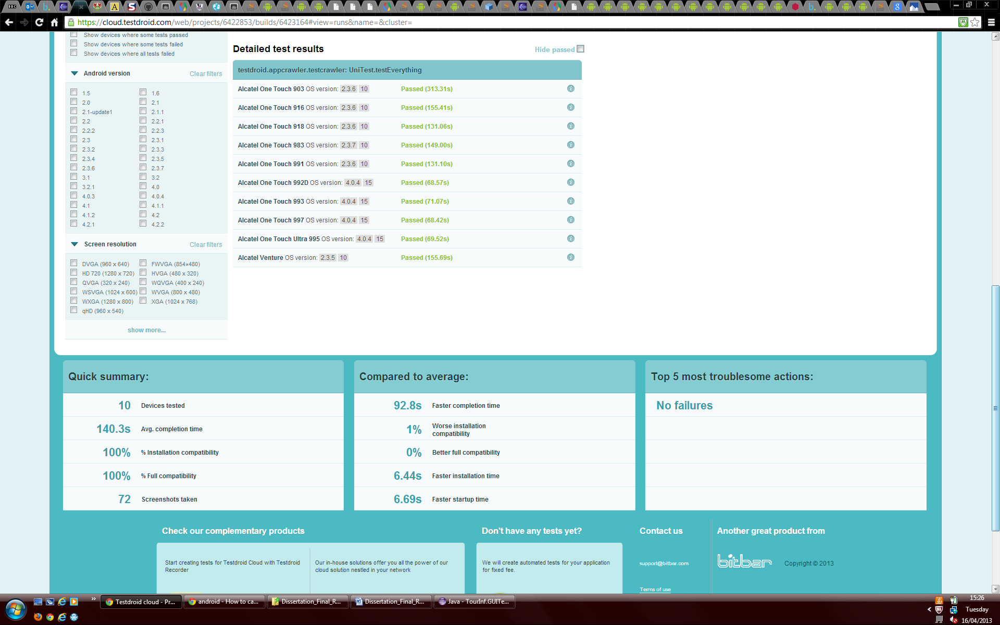 https://cloud.testdroid.com/web/projects/6422853/builds/6423164#view=runs&name=&cluster=
Show devices where some tests passed
Show devices where some tests failed
Show devices where all tests failed
Android version Clear filters
1.5 1.6
2.0 2.1
2.1-update1 2.1.1
2.2 2.2.1
2.2.2 2.2.3
2.3 2.3.1
2.3.2 2.3.3
2.3.4 2.3.5
2.3.6 2.3.7
3.1 3.2
3.2.1 4.0
4.0.3 4.0.4
4.1 4.1.1
4.1.2 4.2
4.2.1 4.2.2
Screen resolution Clear filters
DVGA (960 x 640) FWVGA (854×480)
HD 720 (1280 x 720) HVGA (480 x 320)
QVGA (320 x 240) WQVGA (400 x 240)
WSVGA (1024 x 600) WVGA (800 x 480)
WXGA (1280 x 800) XGA (1024 x 768)
qHD (960 x 540)
show more...
Detailed test results Hide passed
testdroid.appcrawler.testcrawler: UniTest.testEverything
Alcatel One Touch 903 OS version: 2.3.6 10 Passed (313.31s)
Alcatel One Touch 916 OS version: 2.3.6 10 Passed (155.41s)
Alcatel One Touch 918 OS version: 2.3.6 10 Passed (131.06s)
Alcatel One Touch 983 OS version: 2.3.7 10 Passed (149.00s)
Alcatel One Touch 991 OS version: 2.3.6 10 Passed (131.10s)
Alcatel One Touch 992D OS version: 4.0.4 15 Passed (68.57s)
Alcatel One Touch 993 OS version: 4.0.4 15 Passed (71.07s)
Alcatel One Touch 997 OS version: 4.0.4 15 Passed (68.42s)
Alcatel One Touch Ultra 995 OS version: 4.0.4 15 Passed (69.52s)
Alcatel Venture OS version: 2.3.5 10 Passed (155.69s)
Quick summary:
10 Devices tested
140.3s Avg. completion time
100% % Installation compatibility
100% % Full compatibility
72 Screenshots taken
Compared to average:
92.8s Faster completion time
1% Worse installation
compatibility
0% Better full compatibility
6.44s Faster installation time
6.69s Faster startup time
Top 5 most troublesome actions:
No failures
Check our complementary products
Start creating tests for Testdroid Cloud with Testdroid
Recorder
Our in-house solutions offer you all the power of our
cloud solution nestled in your network
Don't have any tests yet?
We will create automated tests for your application
for fixed fee.
Contact us
support@bitbar.com
Terms of use
Another great product from
bitbar Copyright © 2013
Testdroid cloud - Pr...
android - How to ca...
Dissertation_Final_R...
Dissertation_Final_R...
Java - TourInf.GUITe...
15:26
Tuesday
16/04/2013